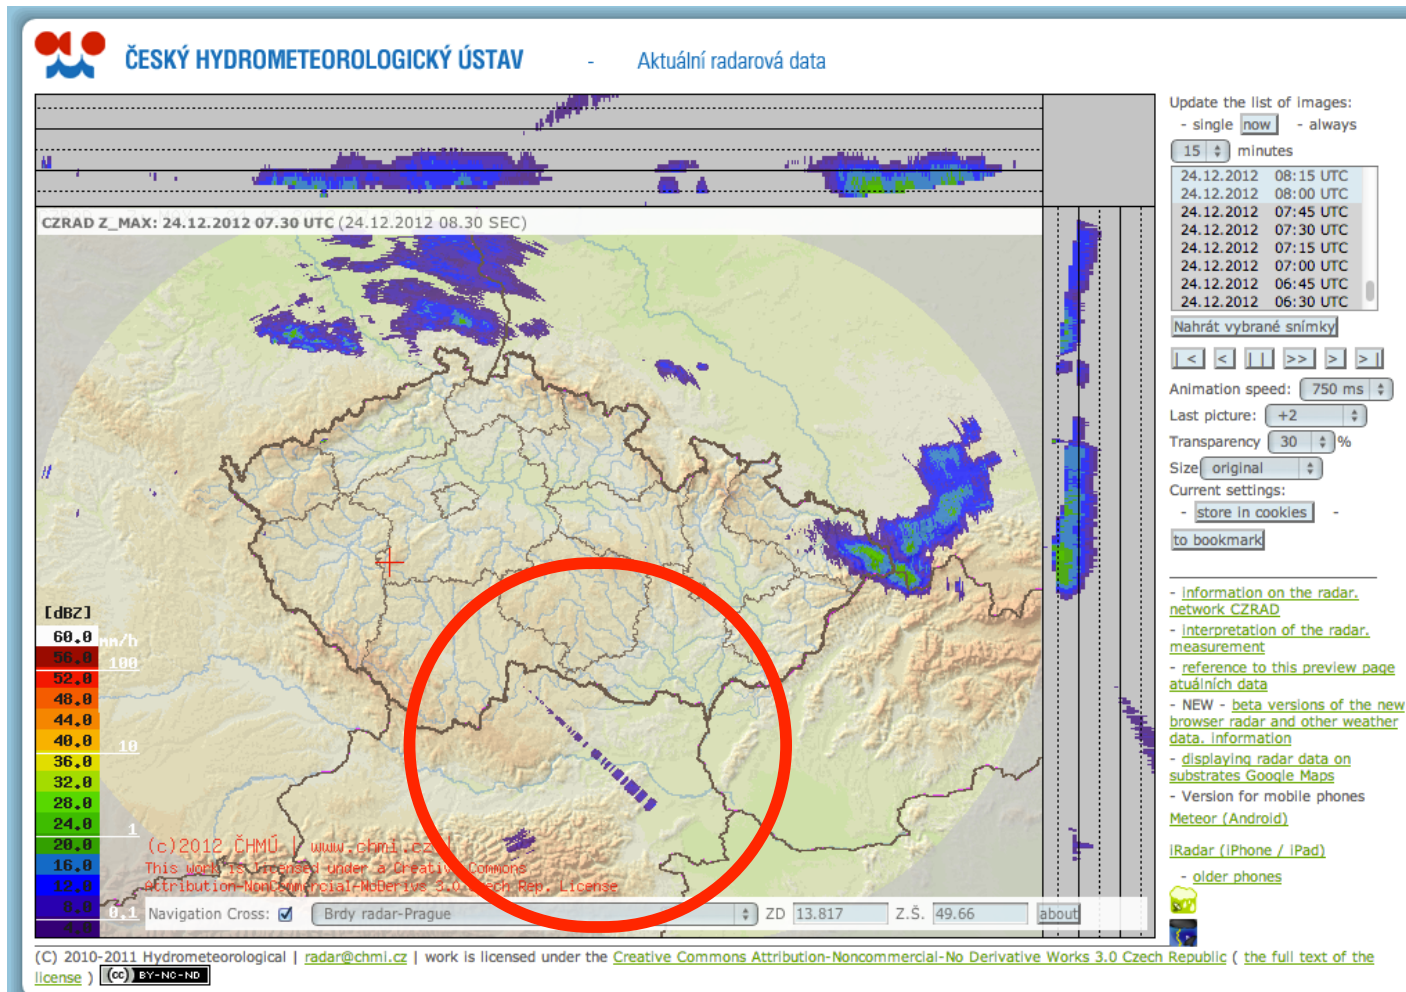 ČESKÝ HYDROMETEOROLOGICKÝ ÚSTAV - Aktuální radarová data
Update the list of images:
- single now - always
15 minutes
24.12.2012 08:15 UTC
24.12.2012 08:00 UTC
24.12.2012 07:45 UTC
24.12.2012 07:30 UTC
24.12.2012 07:15 UTC
24.12.2012 07:00 UTC
24.12.2012 06:45 UTC
24.12.2012 06:30 UTC
Nahrát vybrané snímky
|< < || >> > >|
Animation speed: 750 ms
Last picture: +2
Transparency 30 %
Size original
Current settings:
- store in cookies -
to bookmark
- information on the radar.
network CZRAD
- interpretation of the radar.
measurement
- reference to this preview page
atuálních data
- NEW - beta versions of the new
browser radar and other weather
data. information
- displaying radar data on
substrates Google Maps
- Version for mobile phones
Meteor (Android)
iRadar (iPhone / iPad)
- older phones
CZRAD Z_MAX: 24.12.2012 07.30 UTC (24.12.2012 08.30 SEC)
[dBZ]
60.0 mm/h
56.0 100
52.0
48.0
44.0
40.0 10
36.0
32.0
28.0
24.0 1
20.0
16.0
12.0
8.0 0.1
4.0
(c)2012 ČHMÚ | www.chmi.cz |
This work is licensed under a Creative Commons
Attribution-NonCommercial-NoDerivs 3.0 Czech Rep. License
Navigation Cross: Brdy radar-Prague ZD 13.817 Z.Š. 49.66 about
(C) 2010-2011 Hydrometeorological | radar@chmi.cz | work is licensed under the Creative Commons Attribution-Noncommercial-No Derivative Works 3.0 Czech Republic ( the full text of the
license ) (cc) BY-NC-ND